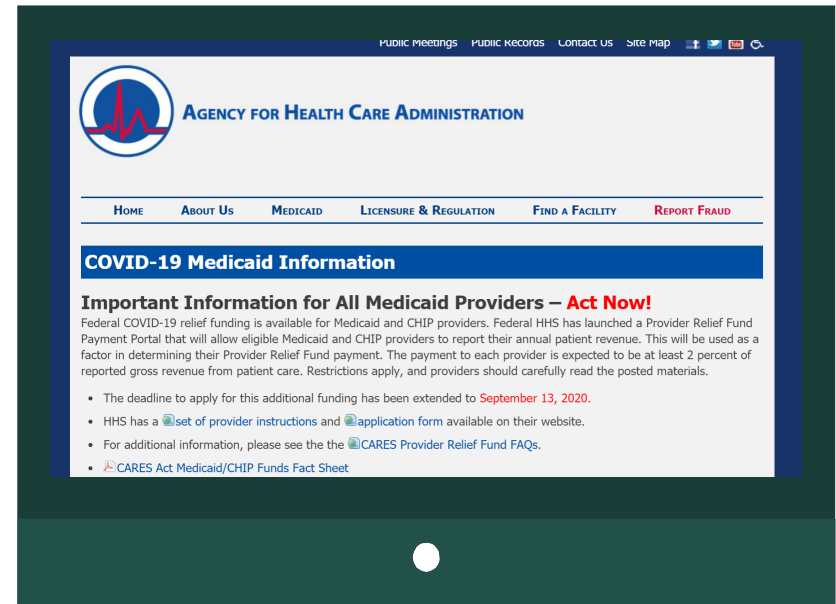 Public Meetings Public Records Contact Us Site Map
AGENCY FOR HEALTH CARE ADMINISTRATION
HOME ABOUT US MEDICAID LICENSURE & REGULATION FIND A FACILITY REPORT FRAUD
COVID-19 Medicaid Information
Important Information for All Medicaid Providers – Act Now!
Federal COVID-19 relief funding is available for Medicaid and CHIP providers. Federal HHS has launched a Provider Relief Fund
Payment Portal that will allow eligible Medicaid and CHIP providers to report their annual patient revenue. This will be used as a
factor in determining their Provider Relief Fund payment. The payment to each provider is expected to be at least 2 percent of
reported gross revenue from patient care. Restrictions apply, and providers should carefully read the posted materials.
• The deadline to apply for this additional funding has been extended to September 13, 2020.
• HHS has a set of provider instructions and application form available on their website.
• For additional information, please see the the CARES Provider Relief Fund FAQs.
• CARES Act Medicaid/CHIP Funds Fact Sheet